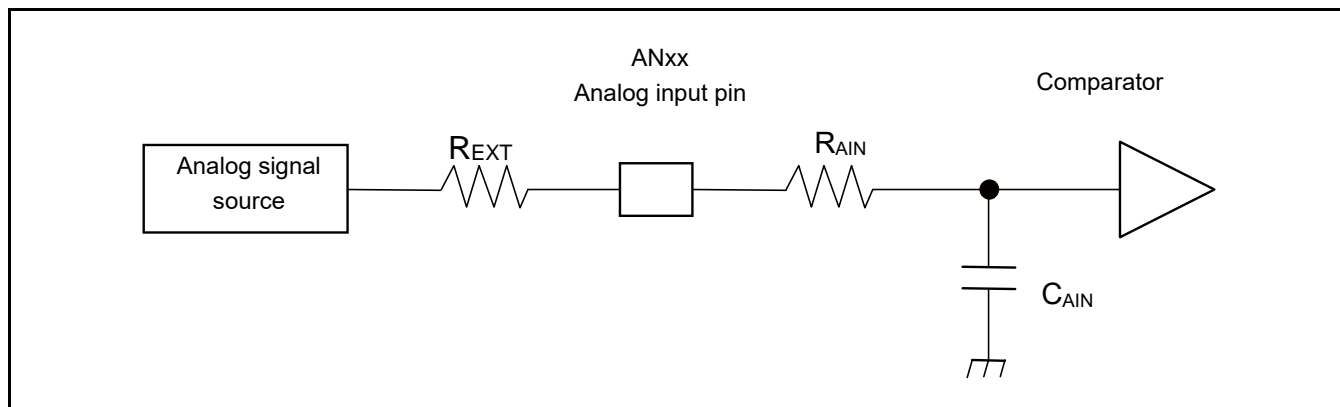 ANxx
Analog input pin
Comparator
Analog signal
source
REXT
RAIN
CAIN